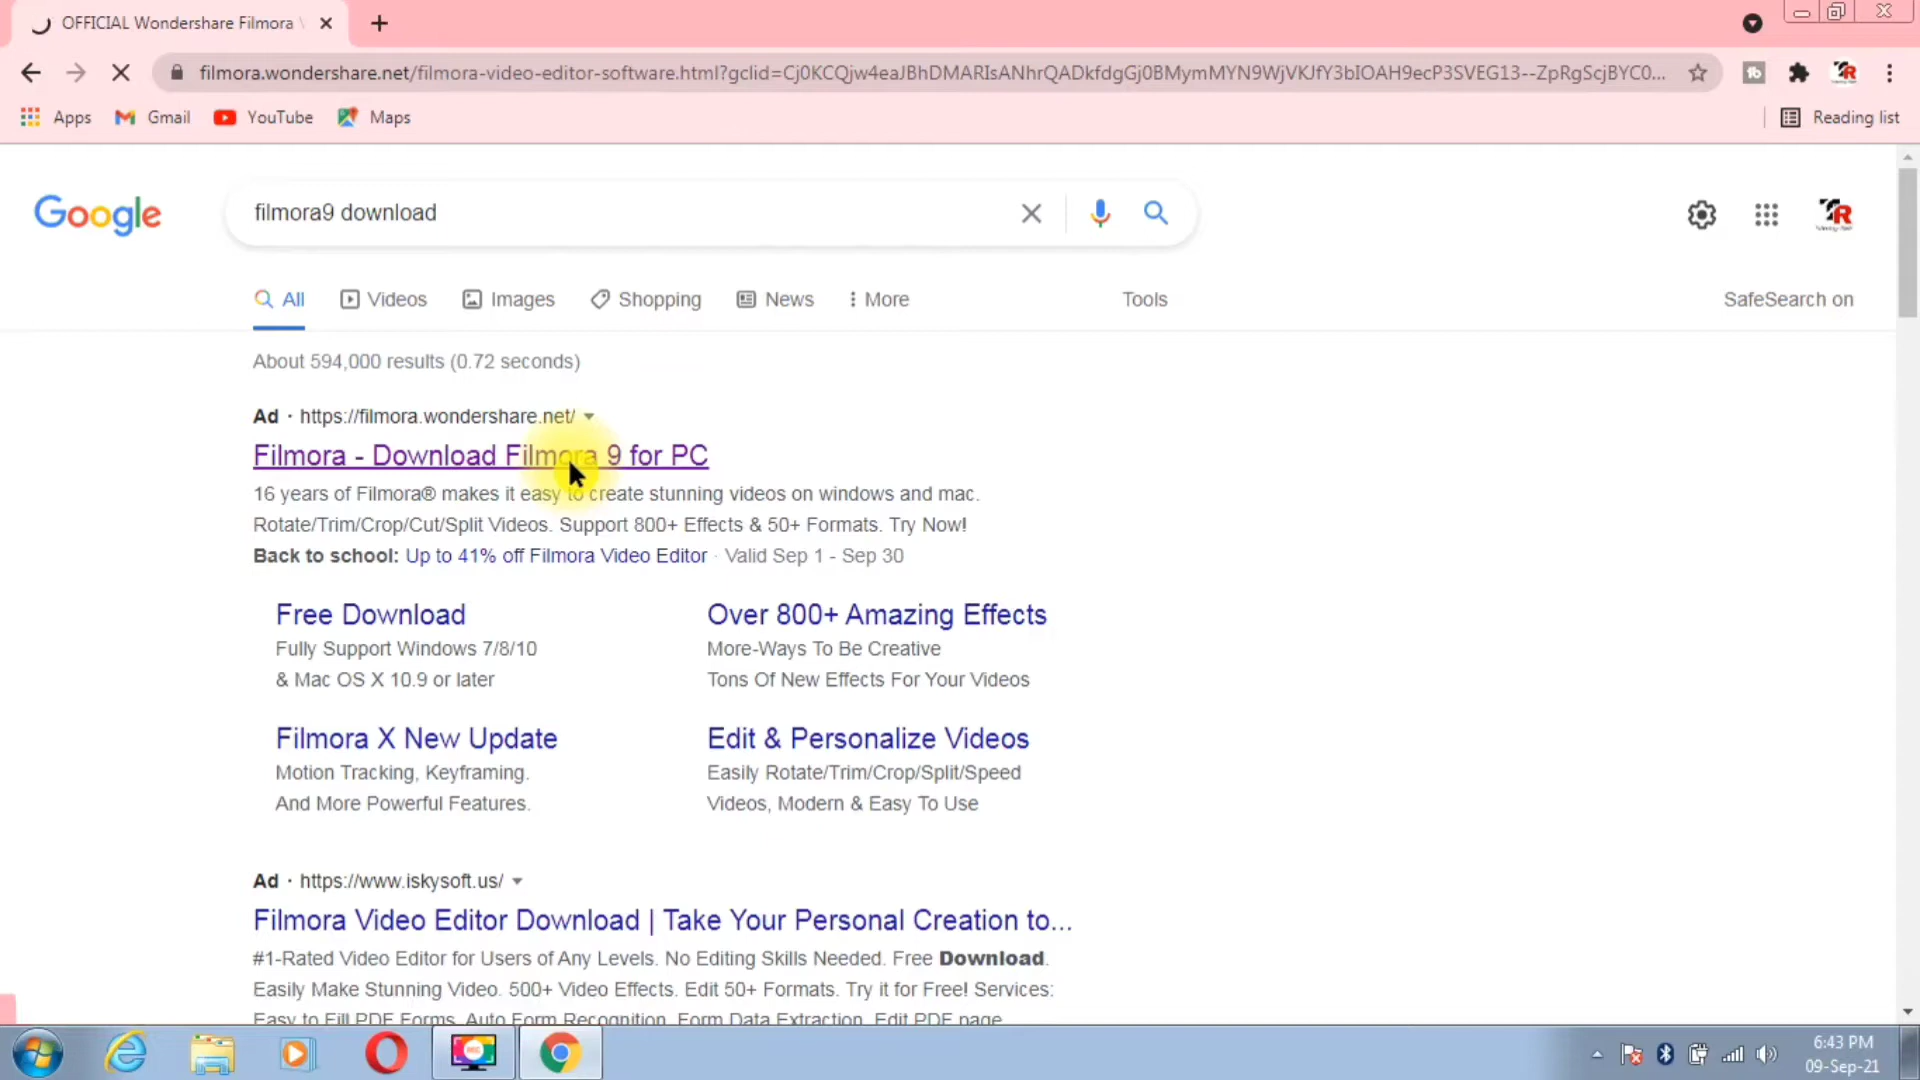 OFFICIAL Wondershare Filmora
filmora.wondershare.net/filmora-video-editor-software.html?gclid=Cj0KCQjw4eaJBhDMARIsANhrQADkfdgGj0BMymMYN9WjVKJfY3bIOAH9ecP3SVEG13--ZpRgScjBYC0...
Apps Gmail YouTube Maps Reading list
Google filmora9 download
All Videos Images Shopping News More Tools SafeSearch on
About 594,000 results (0.72 seconds)
Ad · https://filmora.wondershare.net/
Filmora - Download Filmora 9 for PC
16 years of Filmora® makes it easy to create stunning videos on windows and mac.
Rotate/Trim/Crop/Cut/Split Videos. Support 800+ Effects & 50+ Formats. Try Now!
Back to school: Up to 41% off Filmora Video Editor · Valid Sep 1 - Sep 30
Free Download
Fully Support Windows 7/8/10
& Mac OS X 10.9 or later
Over 800+ Amazing Effects
More-Ways To Be Creative
Tons Of New Effects For Your Videos
Filmora X New Update
Motion Tracking, Keyframing.
And More Powerful Features.
Edit & Personalize Videos
Easily Rotate/Trim/Crop/Split/Speed
Videos, Modern & Easy To Use
Ad · https://www.iskysoft.us/
Filmora Video Editor Download | Take Your Personal Creation to...
#1-Rated Video Editor for Users of Any Levels. No Editing Skills Needed. Free Download.
Easily Make Stunning Video. 500+ Video Effects. Edit 50+ Formats. Try it for Free! Services:
Easy to Fill PDF Forms, Auto Form Recognition, Form Data Extraction, Edit PDF page
6:43 PM
09-Sep-21